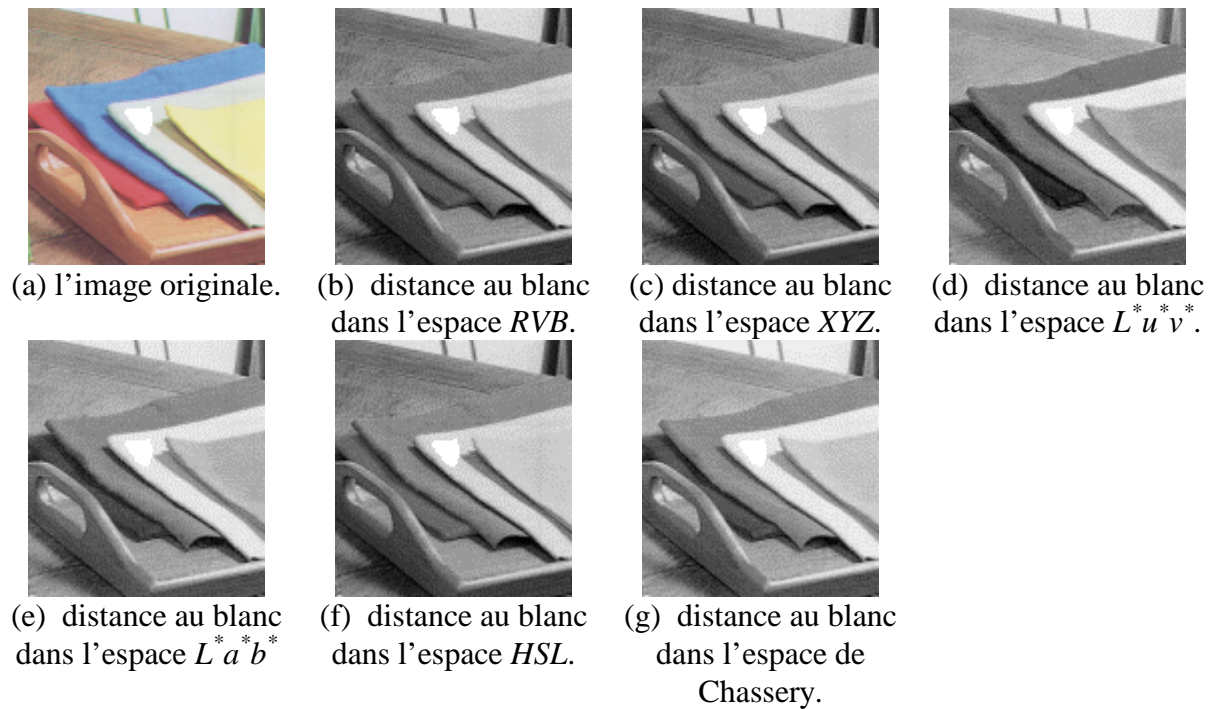 (a) l’image originale.
(b) distance au blanc
dans l’espace RVB.
(c) distance au blanc
dans l’espace XYZ.
(d) distance au blanc
dans l’espace L*u*v*.
(e) distance au blanc
dans l’espace L*a*b*
(f) distance au blanc
dans l’espace HSL.
(g) distance au blanc
dans l’espace de
Chassery.